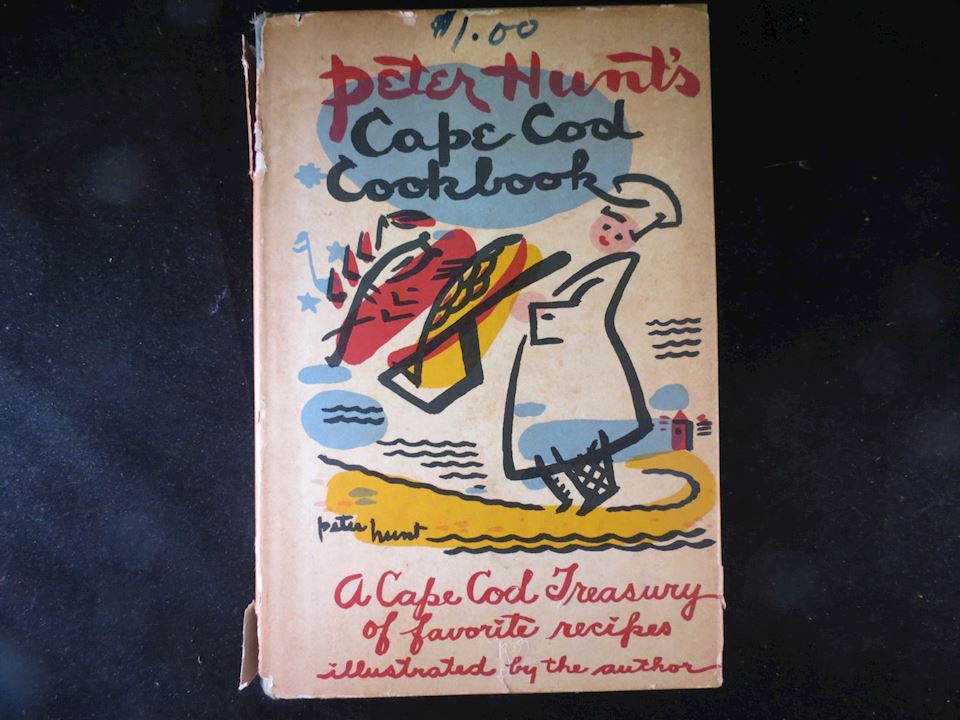 $1.00
Peter Hunt's
Cape Cod
Cookbook
peter hunt
A Cape Cod Treasury
of favorite recipes
illustrated by the author